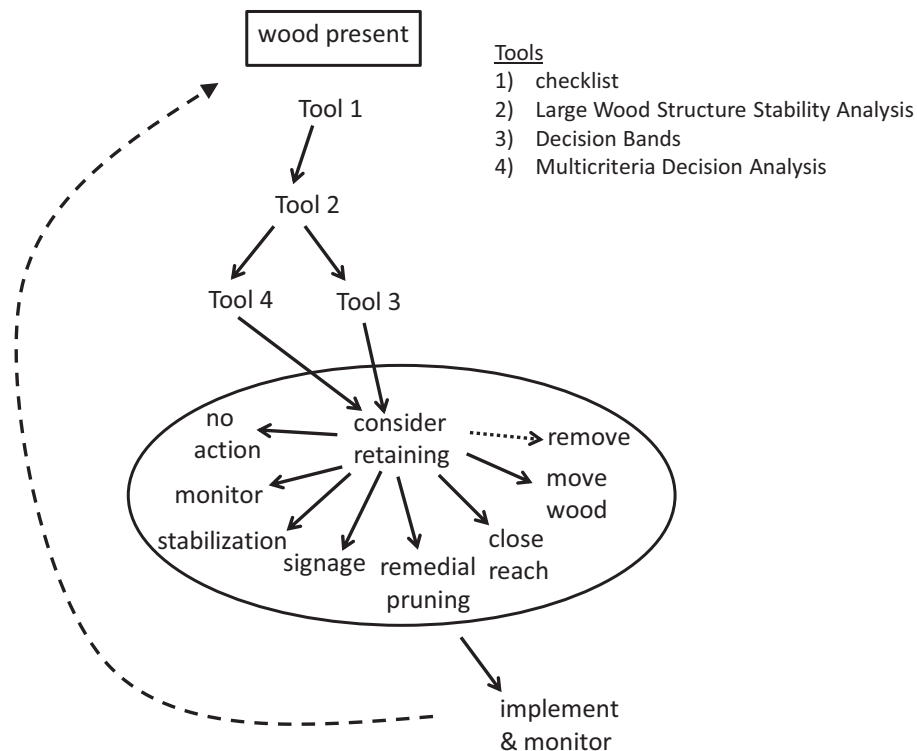 wood present
Tools
1) checklist
2) Large Wood Structure Stability Analysis
3) Decision Bands
4) Multicriteria Decision Analysis
Tool 1
Tool 2
Tool 4
Tool 3
consider
retaining
no
action
monitor
stabilization
signage
remedial
pruning
close
reach
move
wood
remove
implement
& monitor